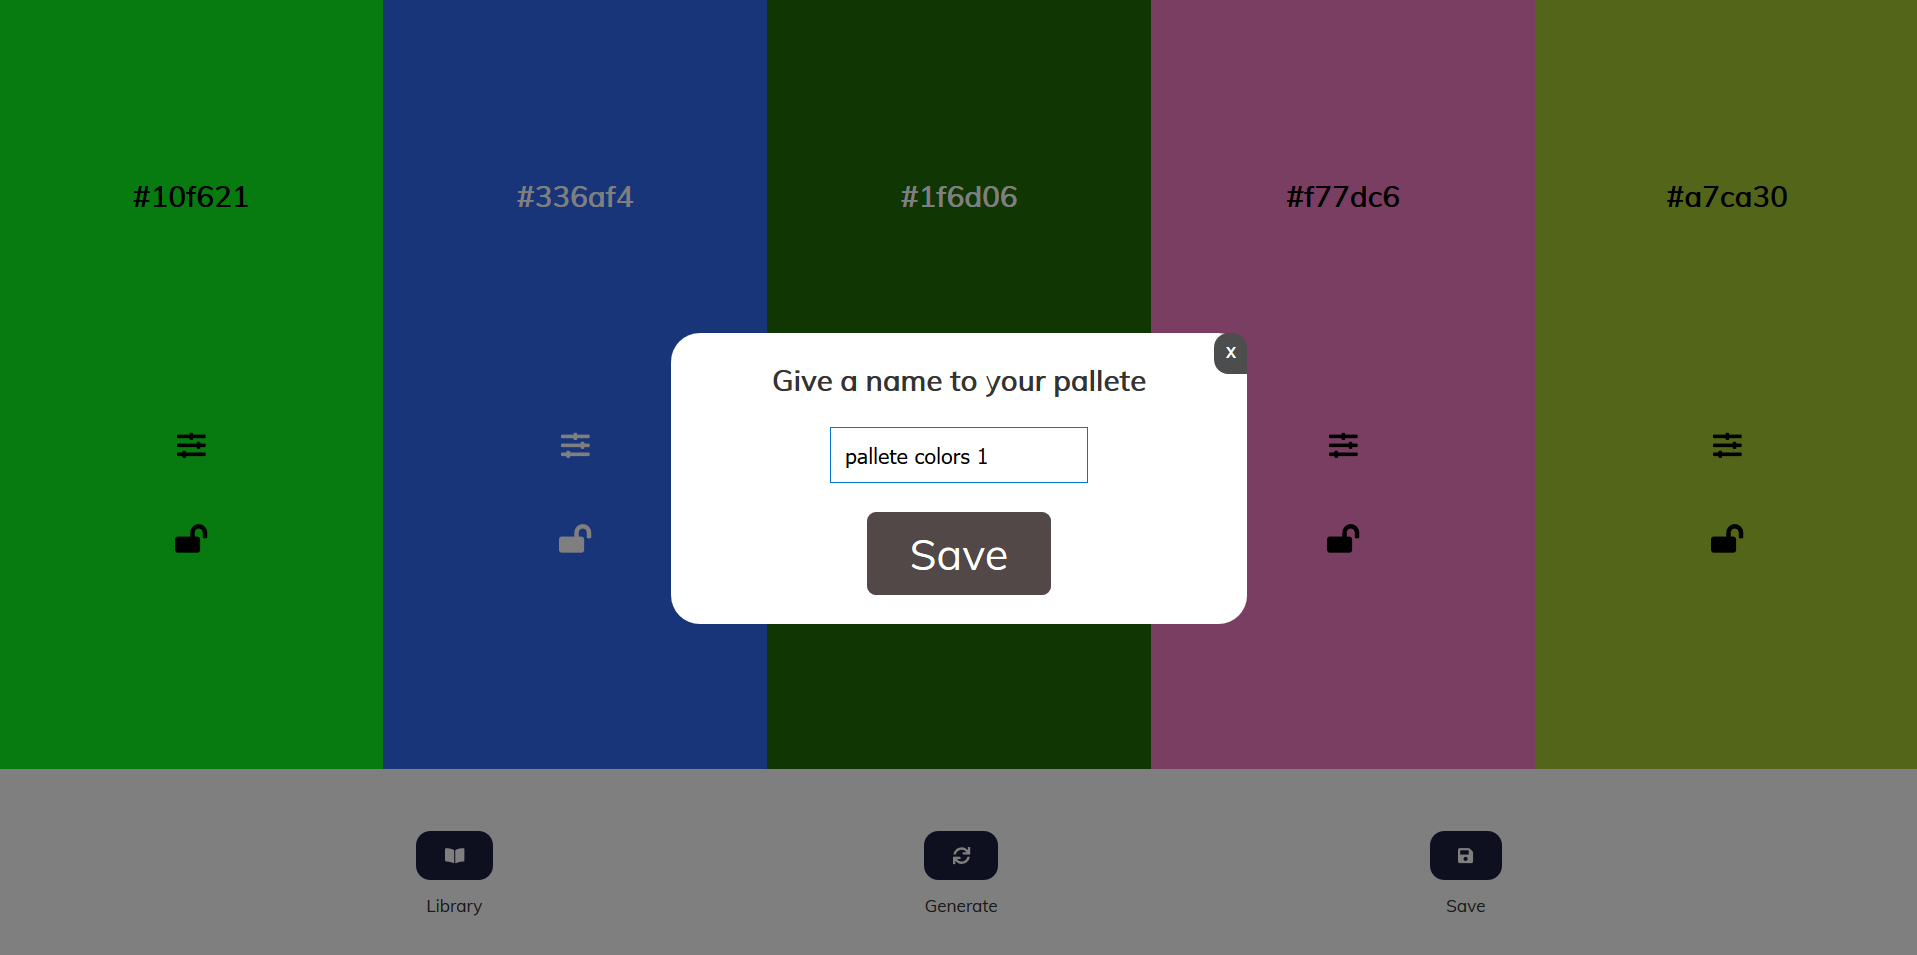 #10f621
#336af4
#1f6d06
#f77dc6
#a7ca30
X
Give a name to your pallete
pallete colors 1
Save
Library
Generate
Save